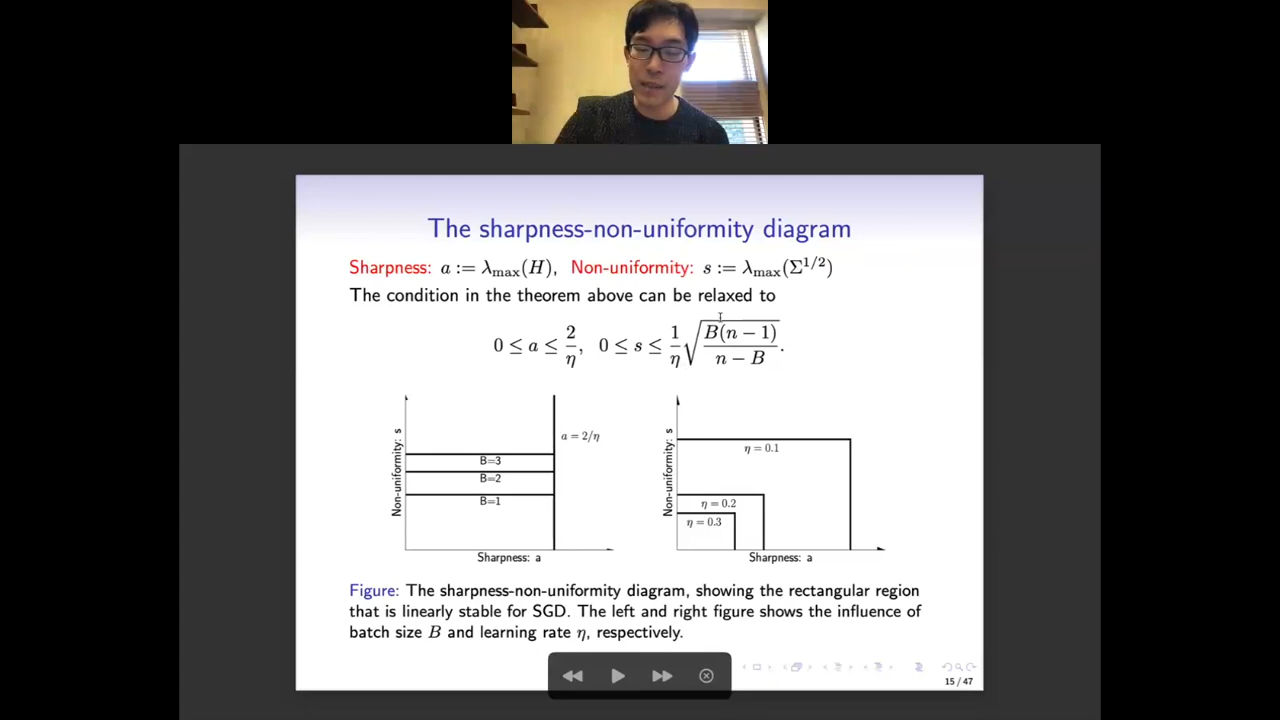 The sharpness-non-uniformity diagram
Sharpness: a := λmax(H), Non-uniformity: s := λmax(Σ^{1/2})
The condition in the theorem above can be relaxed to
0 ≤ a ≤ 2/η, 0 ≤ s ≤ 1/η √(B(n − 1)/(n − B)).
Non-uniformity: s
a = 2/η
B=3
B=2
B=1
Sharpness: a
Non-uniformity: s
η = 0.1
η = 0.2
η = 0.3
Sharpness: a
Figure: The sharpness-non-uniformity diagram, showing the rectangular region
that is linearly stable for SGD. The left and right figure shows the influence of
batch size B and learning rate η, respectively.
15 / 47